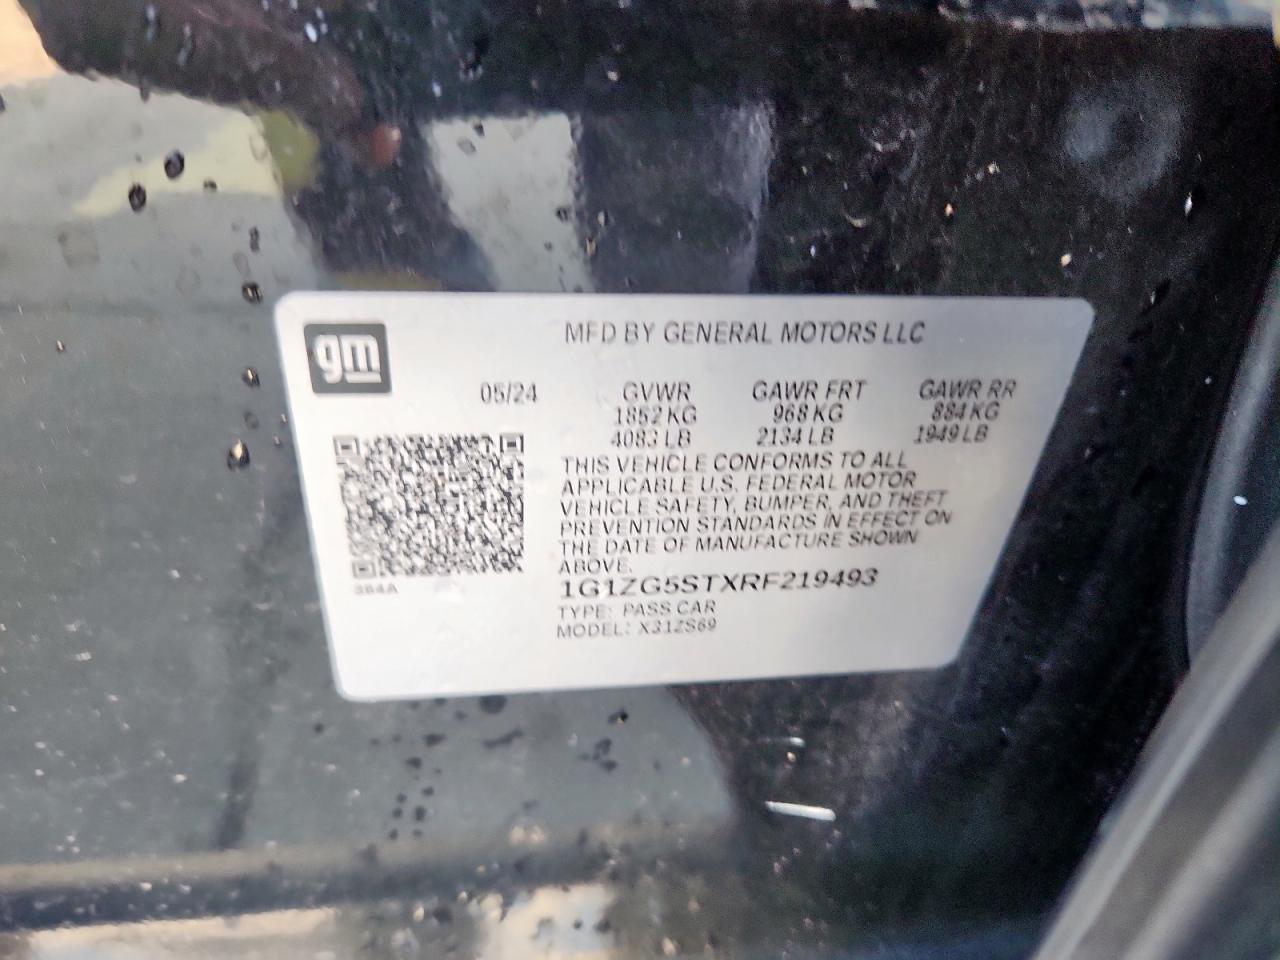 gm
MFD BY GENERAL MOTORS LLC
05/24 GVWR GAWR FRT GAWR RR
1852 KG 968 KG 884 KG
4083 LB 2134 LB 1949 LB
THIS VEHICLE CONFORMS TO ALL
APPLICABLE U.S. FEDERAL MOTOR
VEHICLE SAFETY, BUMPER, AND THEFT
PREVENTION STANDARDS IN EFFECT ON
THE DATE OF MANUFACTURE SHOWN
ABOVE.
384A
1G1ZG5STXRF219493
TYPE: PASS CAR
MODEL: X31ZS69